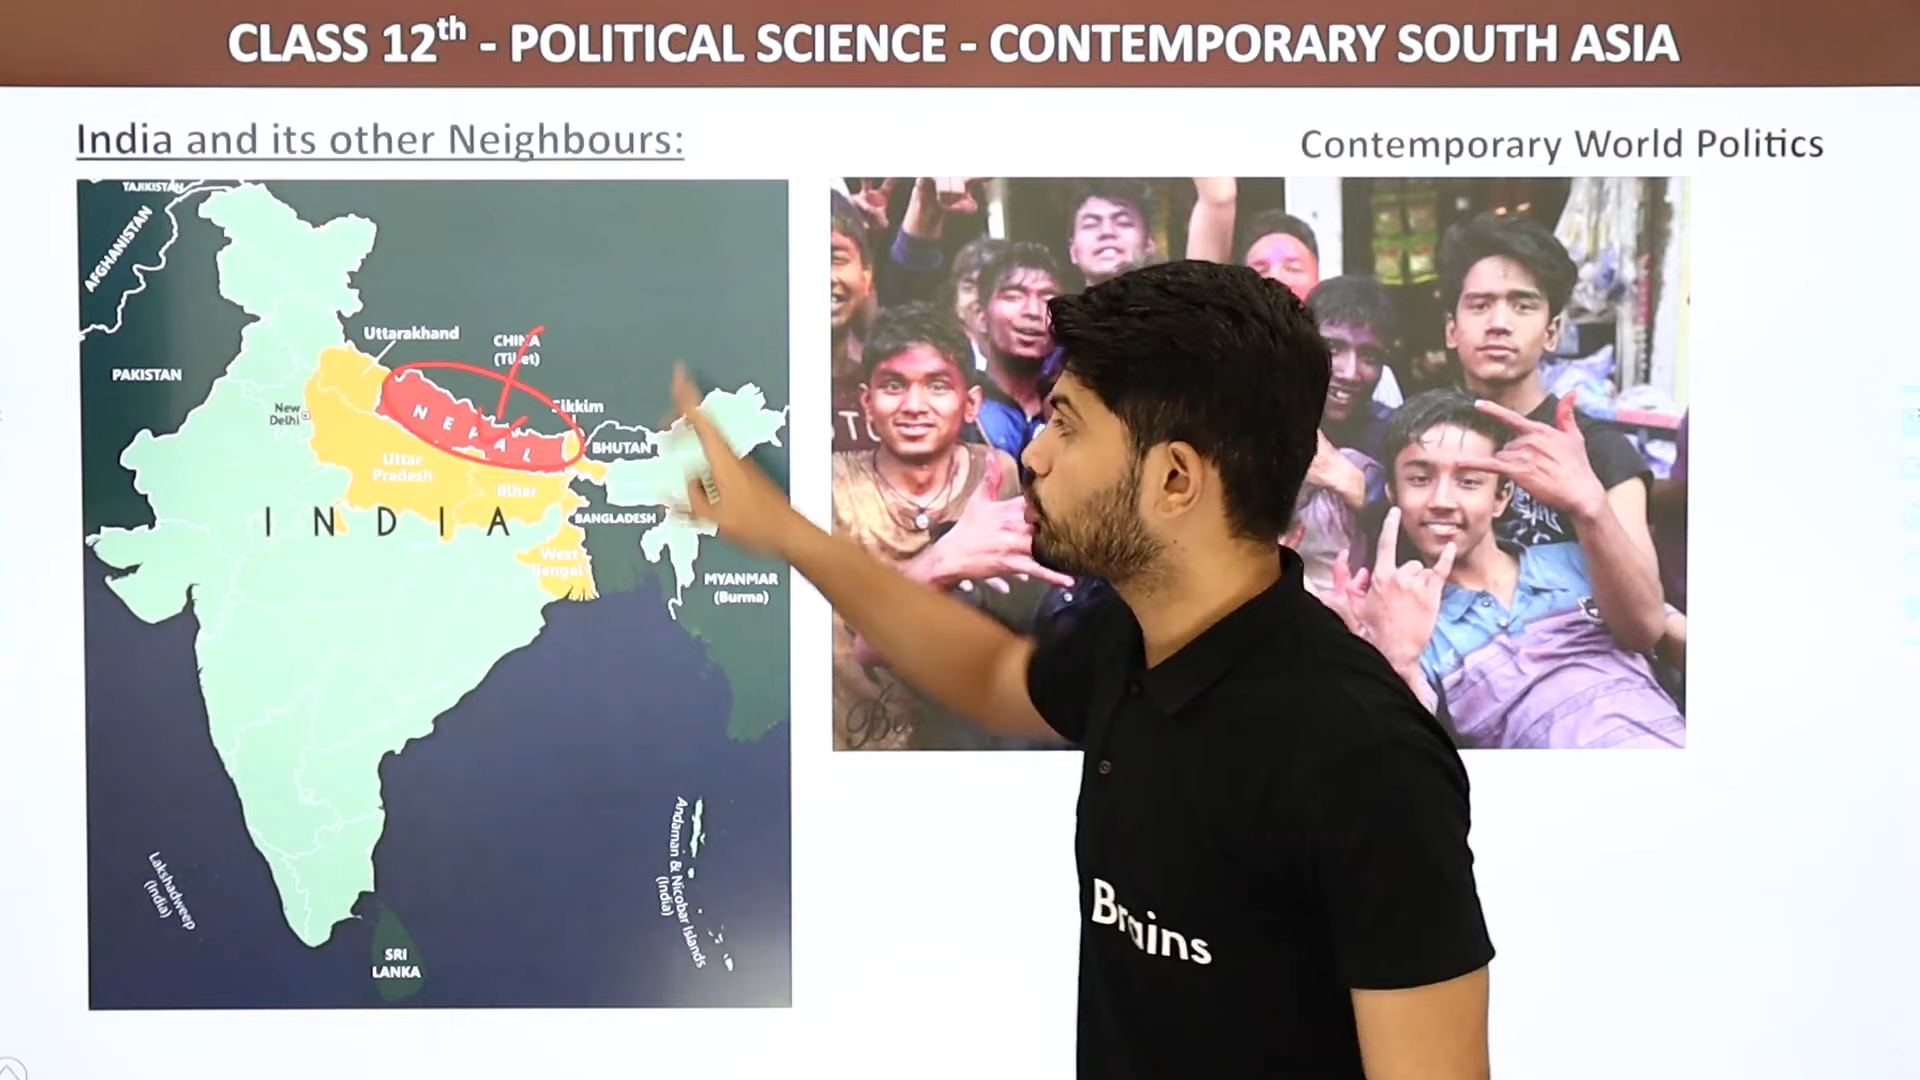 CLASS 12th - POLITICAL SCIENCE - CONTEMPORARY SOUTH ASIA
India and its other Neighbours:
Contemporary World Politics
TAJIKISTAN
AFGHANISTAN
PAKISTAN
Uttarakhand
CHINA
(Tibet)
New
Delhi
NEPAL
Sikkim
BHUTAN
Uttar
Pradesh
Bihar
INDIA
BANGLADESH
West
Bengal
MYANMAR
(Burma)
Lakshadweep
(India)
Andaman & Nicobar Islands
(India)
SRI
LANKA
Brains